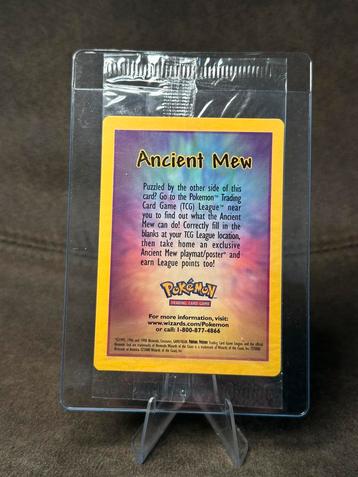 Ancient Mew
Puzzled by the other side of this
card? Go to the Pokemon™ Trading
Card Game (TCG) League™ near
you to find out what the Ancient
Mew can do! Correctly fill in the
blanks at your TCG League location,
then take home an exclusive
Ancient Mew playmat/poster* and
earn League points too!
POKéMON
TRADING CARD GAME
For more information, visit:
www.wizards.com/Pokemon
or call: 1-800-877-4866